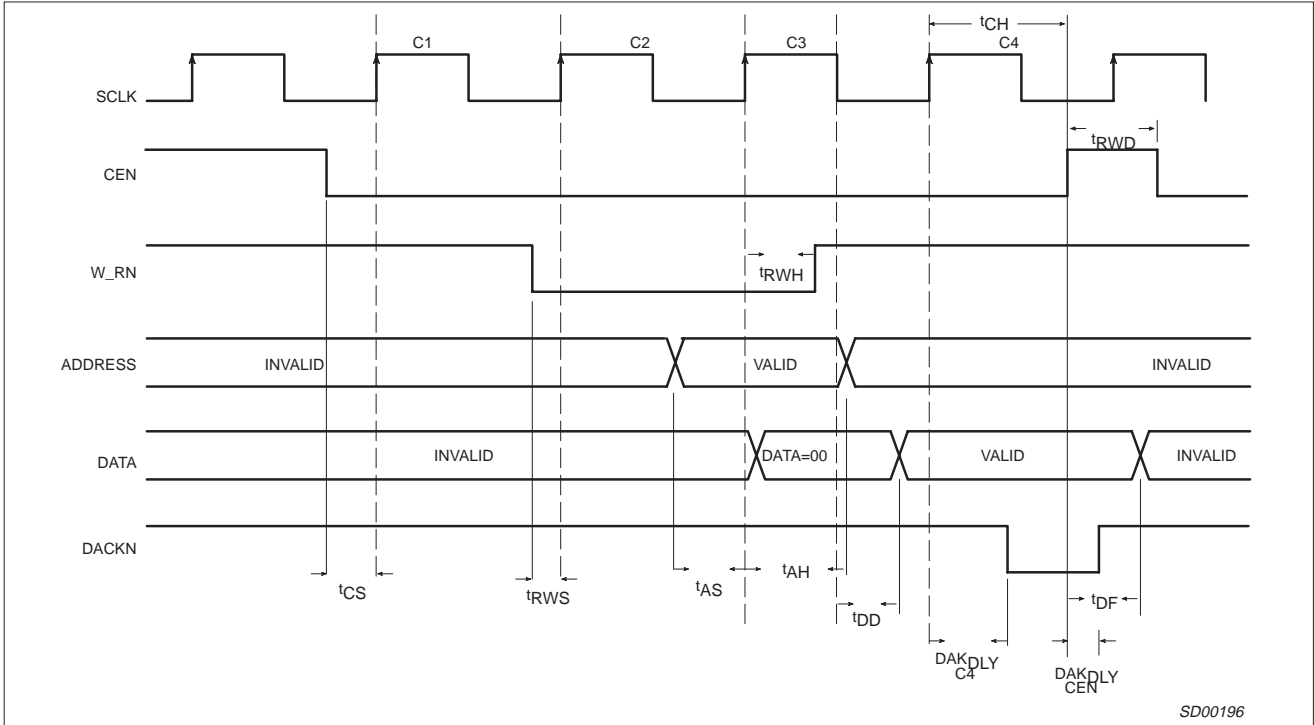 tCH
C1 C2 C3 C4
SCLK
tRWD
CEN
W_RN
tRWH
ADDRESS INVALID VALID INVALID
DATA INVALID DATA=00 VALID INVALID
DACKN
tCS tRWS tAS tAH tDD tDF
DAKDLY
C4
DAKDLY
CEN
SD00196